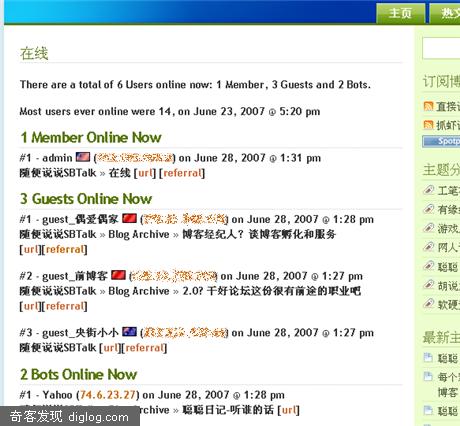 主页
热文
在线
There are a total of 6 Users online now: 1 Member, 3 Guests and 2 Bots.
Most users ever online were 14, on June 23, 2007 @ 5:20 pm
1 Member Online Now
#1 - admin ( ) on June 28, 2007 @ 1:31 pm
随便说说SBTalk » 在线 [url] [referral]
3 Guests Online Now
#1 - guest_偶爱偶家 ( ) on June 28, 2007 @ 1:28 pm
随便说说SBTalk » Blog Archive » 博客经纪人? 谈博客孵化和服务
[url][referral]
#2 - guest_前博客 ( ) on June 28, 2007 @ 1:27 pm
随便说说SBTalk » Blog Archive » 2.0? 干好论坛这份很有前途的职业吧
[url][referral]
#3 - guest_央街小小 ( ) on June 28, 2007 @ 1:27 pm
随便说说SBTalk [url][referral]
2 Bots Online Now
#1 - Yahoo (74.6.23.27) on June 28, 2007 @ 1:28 pm
Archive » 聪聪日记-听谁的话 [url]
订阅博
直接订
抓虾
Spotp
主题分
工笔
有缘
游戏
网人
聪聪
胡说
软硬
最新主
聪聪
每个
博客
聪聪
奇客发现 diglog.com